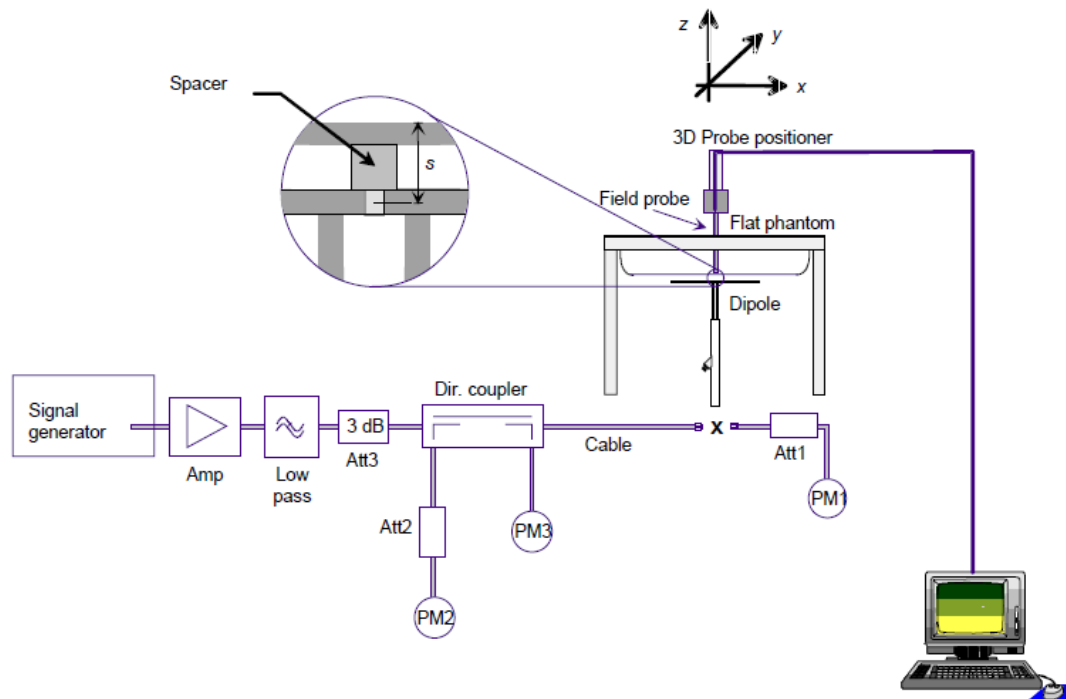 z
y
x
Spacer
s
3D Probe positioner
Field probe
Flat phantom
Dipole
Signal
generator
Amp
Low
pass
3 dB
Att3
Dir. coupler
Cable
X
Att1
PM1
Att2
PM3
PM2